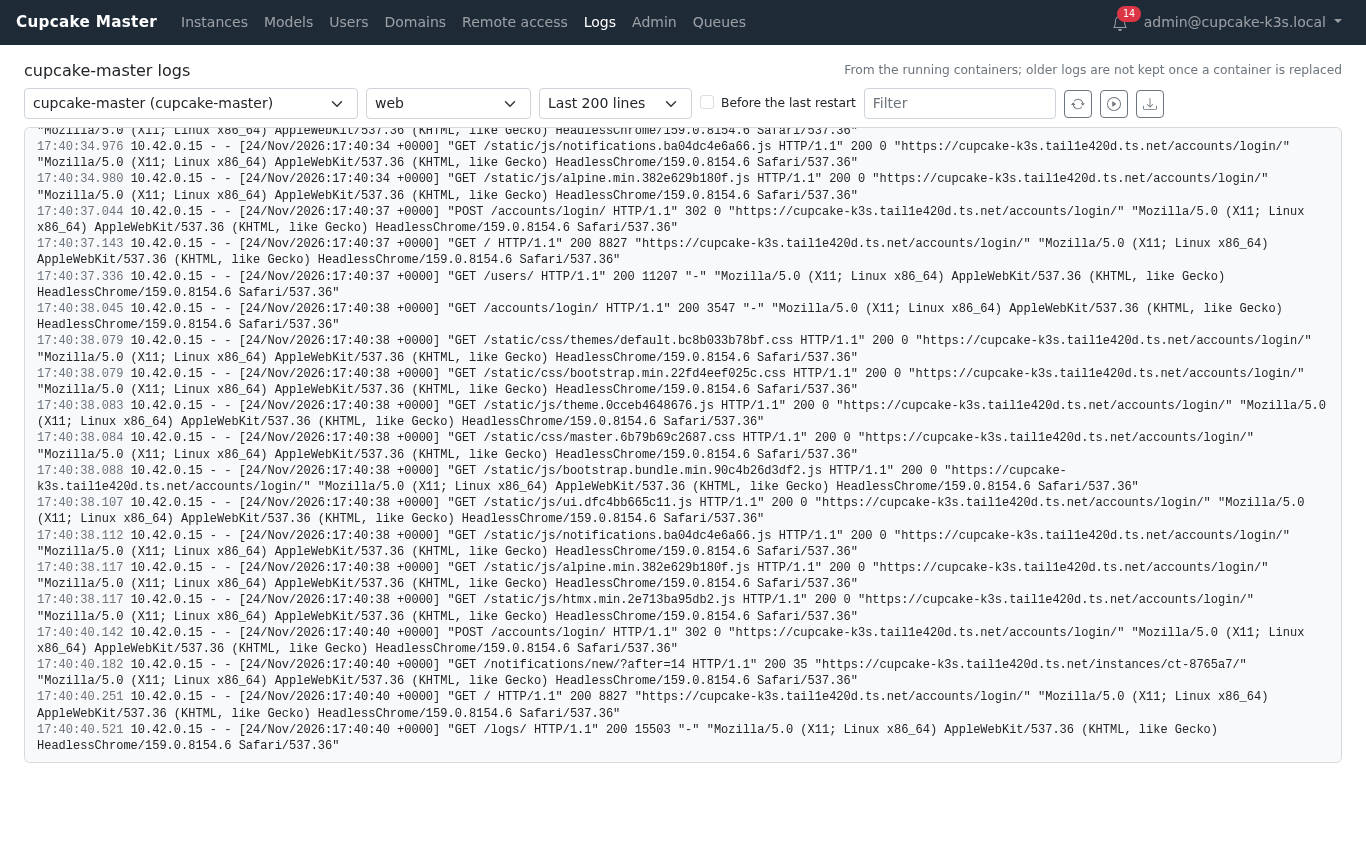 Cupcake Master Instances Models Users Domains Remote access Logs Admin Queues 14 admin@cupcake-k3s.local
cupcake-master logs From the running containers; older logs are not kept once a container is replaced
cupcake-master (cupcake-master) web Last 200 lines Before the last restart Filter
"Mozilla/5.0 (X11; Linux x86_64) AppleWebKit/537.36 (KHTML, like Gecko) HeadlessChrome/159.0.8154.6 Safari/537.36"
17:40:34.976 10.42.0.15 - - [24/Nov/2026:17:40:34 +0000] "GET /static/js/notifications.ba04dc4e6a66.js HTTP/1.1" 200 0 "https://cupcake-k3s.tail1e420d.ts.net/accounts/login/"
"Mozilla/5.0 (X11; Linux x86_64) AppleWebKit/537.36 (KHTML, like Gecko) HeadlessChrome/159.0.8154.6 Safari/537.36"
17:40:34.980 10.42.0.15 - - [24/Nov/2026:17:40:34 +0000] "GET /static/js/alpine.min.382e629b180f.js HTTP/1.1" 200 0 "https://cupcake-k3s.tail1e420d.ts.net/accounts/login/"
"Mozilla/5.0 (X11; Linux x86_64) AppleWebKit/537.36 (KHTML, like Gecko) HeadlessChrome/159.0.8154.6 Safari/537.36"
17:40:37.044 10.42.0.15 - - [24/Nov/2026:17:40:37 +0000] "POST /accounts/login/ HTTP/1.1" 302 0 "https://cupcake-k3s.tail1e420d.ts.net/accounts/login/" "Mozilla/5.0 (X11; Linux
x86_64) AppleWebKit/537.36 (KHTML, like Gecko) HeadlessChrome/159.0.8154.6 Safari/537.36"
17:40:37.143 10.42.0.15 - - [24/Nov/2026:17:40:37 +0000] "GET / HTTP/1.1" 200 8827 "https://cupcake-k3s.tail1e420d.ts.net/accounts/login/" "Mozilla/5.0 (X11; Linux x86_64)
AppleWebKit/537.36 (KHTML, like Gecko) HeadlessChrome/159.0.8154.6 Safari/537.36"
17:40:37.336 10.42.0.15 - - [24/Nov/2026:17:40:37 +0000] "GET /users/ HTTP/1.1" 200 11207 "-" "Mozilla/5.0 (X11; Linux x86_64) AppleWebKit/537.36 (KHTML, like Gecko)
HeadlessChrome/159.0.8154.6 Safari/537.36"
17:40:38.045 10.42.0.15 - - [24/Nov/2026:17:40:38 +0000] "GET /accounts/login/ HTTP/1.1" 200 3547 "-" "Mozilla/5.0 (X11; Linux x86_64) AppleWebKit/537.36 (KHTML, like Gecko)
HeadlessChrome/159.0.8154.6 Safari/537.36"
17:40:38.079 10.42.0.15 - - [24/Nov/2026:17:40:38 +0000] "GET /static/css/themes/default.bc8b033b78bf.css HTTP/1.1" 200 0 "https://cupcake-k3s.tail1e420d.ts.net/accounts/login/"
"Mozilla/5.0 (X11; Linux x86_64) AppleWebKit/537.36 (KHTML, like Gecko) HeadlessChrome/159.0.8154.6 Safari/537.36"
17:40:38.079 10.42.0.15 - - [24/Nov/2026:17:40:38 +0000] "GET /static/css/bootstrap.min.22fd4eef025c.css HTTP/1.1" 200 0 "https://cupcake-k3s.tail1e420d.ts.net/accounts/login/"
"Mozilla/5.0 (X11; Linux x86_64) AppleWebKit/537.36 (KHTML, like Gecko) HeadlessChrome/159.0.8154.6 Safari/537.36"
17:40:38.083 10.42.0.15 - - [24/Nov/2026:17:40:38 +0000] "GET /static/js/theme.0cceb4648676.js HTTP/1.1" 200 0 "https://cupcake-k3s.tail1e420d.ts.net/accounts/login/" "Mozilla/5.0
(X11; Linux x86_64) AppleWebKit/537.36 (KHTML, like Gecko) HeadlessChrome/159.0.8154.6 Safari/537.36"
17:40:38.084 10.42.0.15 - - [24/Nov/2026:17:40:38 +0000] "GET /static/css/master.6b79b69c2687.css HTTP/1.1" 200 0 "https://cupcake-k3s.tail1e420d.ts.net/accounts/login/"
"Mozilla/5.0 (X11; Linux x86_64) AppleWebKit/537.36 (KHTML, like Gecko) HeadlessChrome/159.0.8154.6 Safari/537.36"
17:40:38.088 10.42.0.15 - - [24/Nov/2026:17:40:38 +0000] "GET /static/js/bootstrap.bundle.min.90c4b26d3df2.js HTTP/1.1" 200 0 "https://cupcake-
k3s.tail1e420d.ts.net/accounts/login/" "Mozilla/5.0 (X11; Linux x86_64) AppleWebKit/537.36 (KHTML, like Gecko) HeadlessChrome/159.0.8154.6 Safari/537.36"
17:40:38.107 10.42.0.15 - - [24/Nov/2026:17:40:38 +0000] "GET /static/js/ui.dfc4bb665c11.js HTTP/1.1" 200 0 "https://cupcake-k3s.tail1e420d.ts.net/accounts/login/" "Mozilla/5.0
(X11; Linux x86_64) AppleWebKit/537.36 (KHTML, like Gecko) HeadlessChrome/159.0.8154.6 Safari/537.36"
17:40:38.112 10.42.0.15 - - [24/Nov/2026:17:40:38 +0000] "GET /static/js/notifications.ba04dc4e6a66.js HTTP/1.1" 200 0 "https://cupcake-k3s.tail1e420d.ts.net/accounts/login/"
"Mozilla/5.0 (X11; Linux x86_64) AppleWebKit/537.36 (KHTML, like Gecko) HeadlessChrome/159.0.8154.6 Safari/537.36"
17:40:38.117 10.42.0.15 - - [24/Nov/2026:17:40:38 +0000] "GET /static/js/alpine.min.382e629b180f.js HTTP/1.1" 200 0 "https://cupcake-k3s.tail1e420d.ts.net/accounts/login/"
"Mozilla/5.0 (X11; Linux x86_64) AppleWebKit/537.36 (KHTML, like Gecko) HeadlessChrome/159.0.8154.6 Safari/537.36"
17:40:38.117 10.42.0.15 - - [24/Nov/2026:17:40:38 +0000] "GET /static/js/htmx.min.2e713ba95db2.js HTTP/1.1" 200 0 "https://cupcake-k3s.tail1e420d.ts.net/accounts/login/"
"Mozilla/5.0 (X11; Linux x86_64) AppleWebKit/537.36 (KHTML, like Gecko) HeadlessChrome/159.0.8154.6 Safari/537.36"
17:40:40.142 10.42.0.15 - - [24/Nov/2026:17:40:40 +0000] "POST /accounts/login/ HTTP/1.1" 302 0 "https://cupcake-k3s.tail1e420d.ts.net/accounts/login/" "Mozilla/5.0 (X11; Linux
x86_64) AppleWebKit/537.36 (KHTML, like Gecko) HeadlessChrome/159.0.8154.6 Safari/537.36"
17:40:40.182 10.42.0.15 - - [24/Nov/2026:17:40:40 +0000] "GET /notifications/new/?after=14 HTTP/1.1" 200 35 "https://cupcake-k3s.tail1e420d.ts.net/instances/ct-8765a7/"
"Mozilla/5.0 (X11; Linux x86_64) AppleWebKit/537.36 (KHTML, like Gecko) HeadlessChrome/159.0.8154.6 Safari/537.36"
17:40:40.251 10.42.0.15 - - [24/Nov/2026:17:40:40 +0000] "GET / HTTP/1.1" 200 8827 "https://cupcake-k3s.tail1e420d.ts.net/accounts/login/" "Mozilla/5.0 (X11; Linux x86_64)
AppleWebKit/537.36 (KHTML, like Gecko) HeadlessChrome/159.0.8154.6 Safari/537.36"
17:40:40.521 10.42.0.15 - - [24/Nov/2026:17:40:40 +0000] "GET /logs/ HTTP/1.1" 200 15503 "-" "Mozilla/5.0 (X11; Linux x86_64) AppleWebKit/537.36 (KHTML, like Gecko)
HeadlessChrome/159.0.8154.6 Safari/537.36"